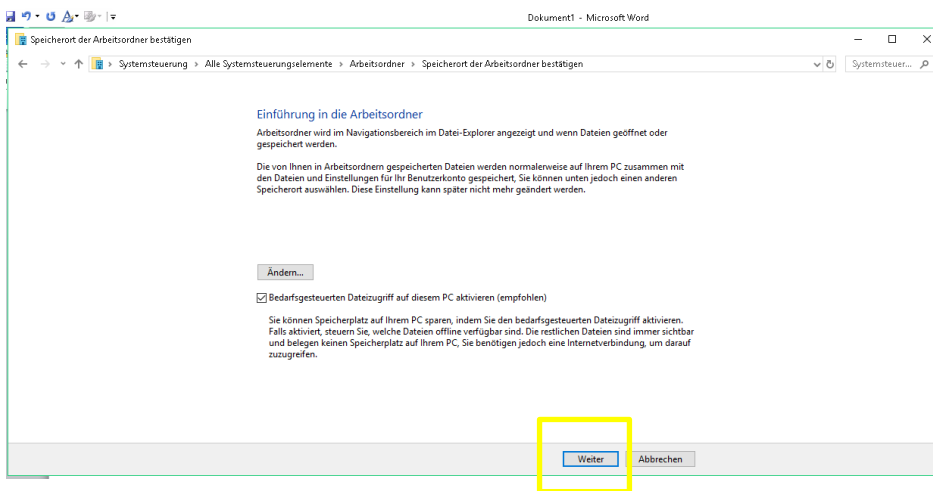 Dokument1 - Microsoft Word
Speicherort der Arbeitsordner bestätigen
Systemsteuerung > Alle Systemsteuerungselemente > Arbeitsordner > Speicherort der Arbeitsordner bestätigen
Systemsteuer...
Einführung in die Arbeitsordner
Arbeitsordner wird im Navigationsbereich im Datei-Explorer angezeigt und wenn Dateien geöffnet oder
gespeichert werden.
Die von Ihnen in Arbeitsordnern gespeicherten Dateien werden normalerweise auf Ihrem PC zusammen mit
den Dateien und Einstellungen für Ihr Benutzerkonto gespeichert, Sie können unten jedoch einen anderen
Speicherort auswählen. Diese Einstellung kann später nicht mehr geändert werden.
Ändern...
Bedarfsgesteuerten Dateizugriff auf diesem PC aktivieren (empfohlen)
Sie können Speicherplatz auf Ihrem PC sparen, indem Sie den bedarfsgesteuerten Dateizugriff aktivieren.
Falls aktiviert, steuern Sie, welche Dateien offline verfügbar sind. Die restlichen Dateien sind immer sichtbar
und belegen keinen Speicherplatz auf Ihrem PC, Sie benötigen jedoch eine Internetverbindung, um darauf
zuzugreifen.
Weiter
Abbrechen